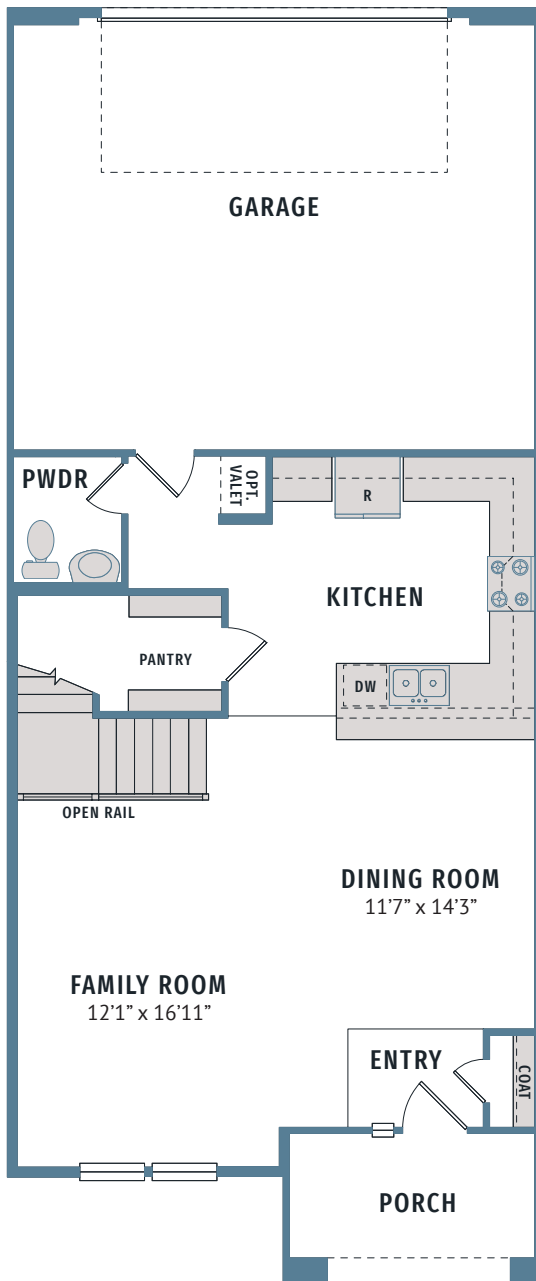 GARAGE
PWDR
OPT.
VALET
R
KITCHEN
PANTRY
DW
OPEN RAIL
DINING ROOM
11’7” x 14’3”
FAMILY ROOM
12’1” x 16’11”
ENTRY
COAT
PORCH